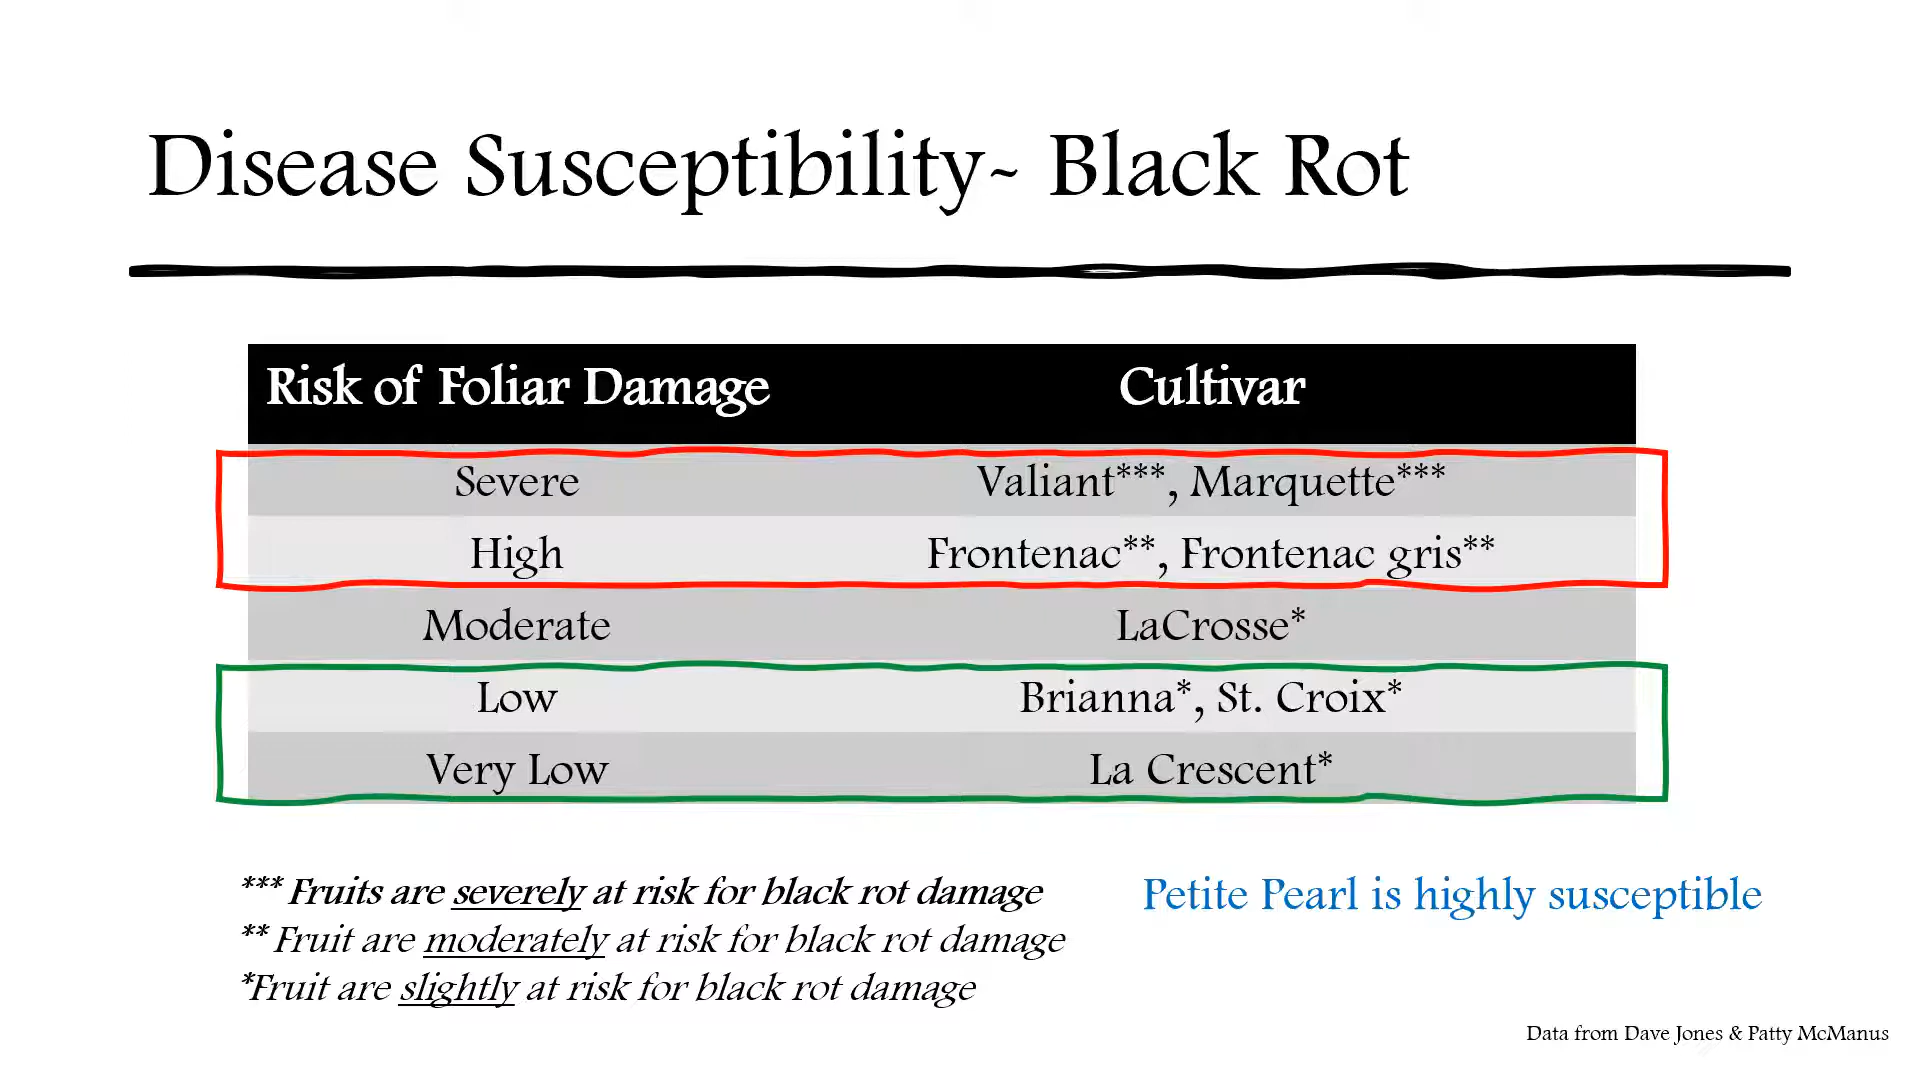 Disease Susceptibility- Black Rot
Risk of Foliar Damage Cultivar
Severe Valiant***, Marquette***
High Frontenac**, Frontenac gris**
Moderate LaCrosse*
Low Brianna*, St. Croix*
Very Low La Crescent*
*** Fruits are severely at risk for black rot damage
** Fruit are moderately at risk for black rot damage
*Fruit are slightly at risk for black rot damage
Petite Pearl is highly susceptible
Data from Dave Jones & Patty McManus